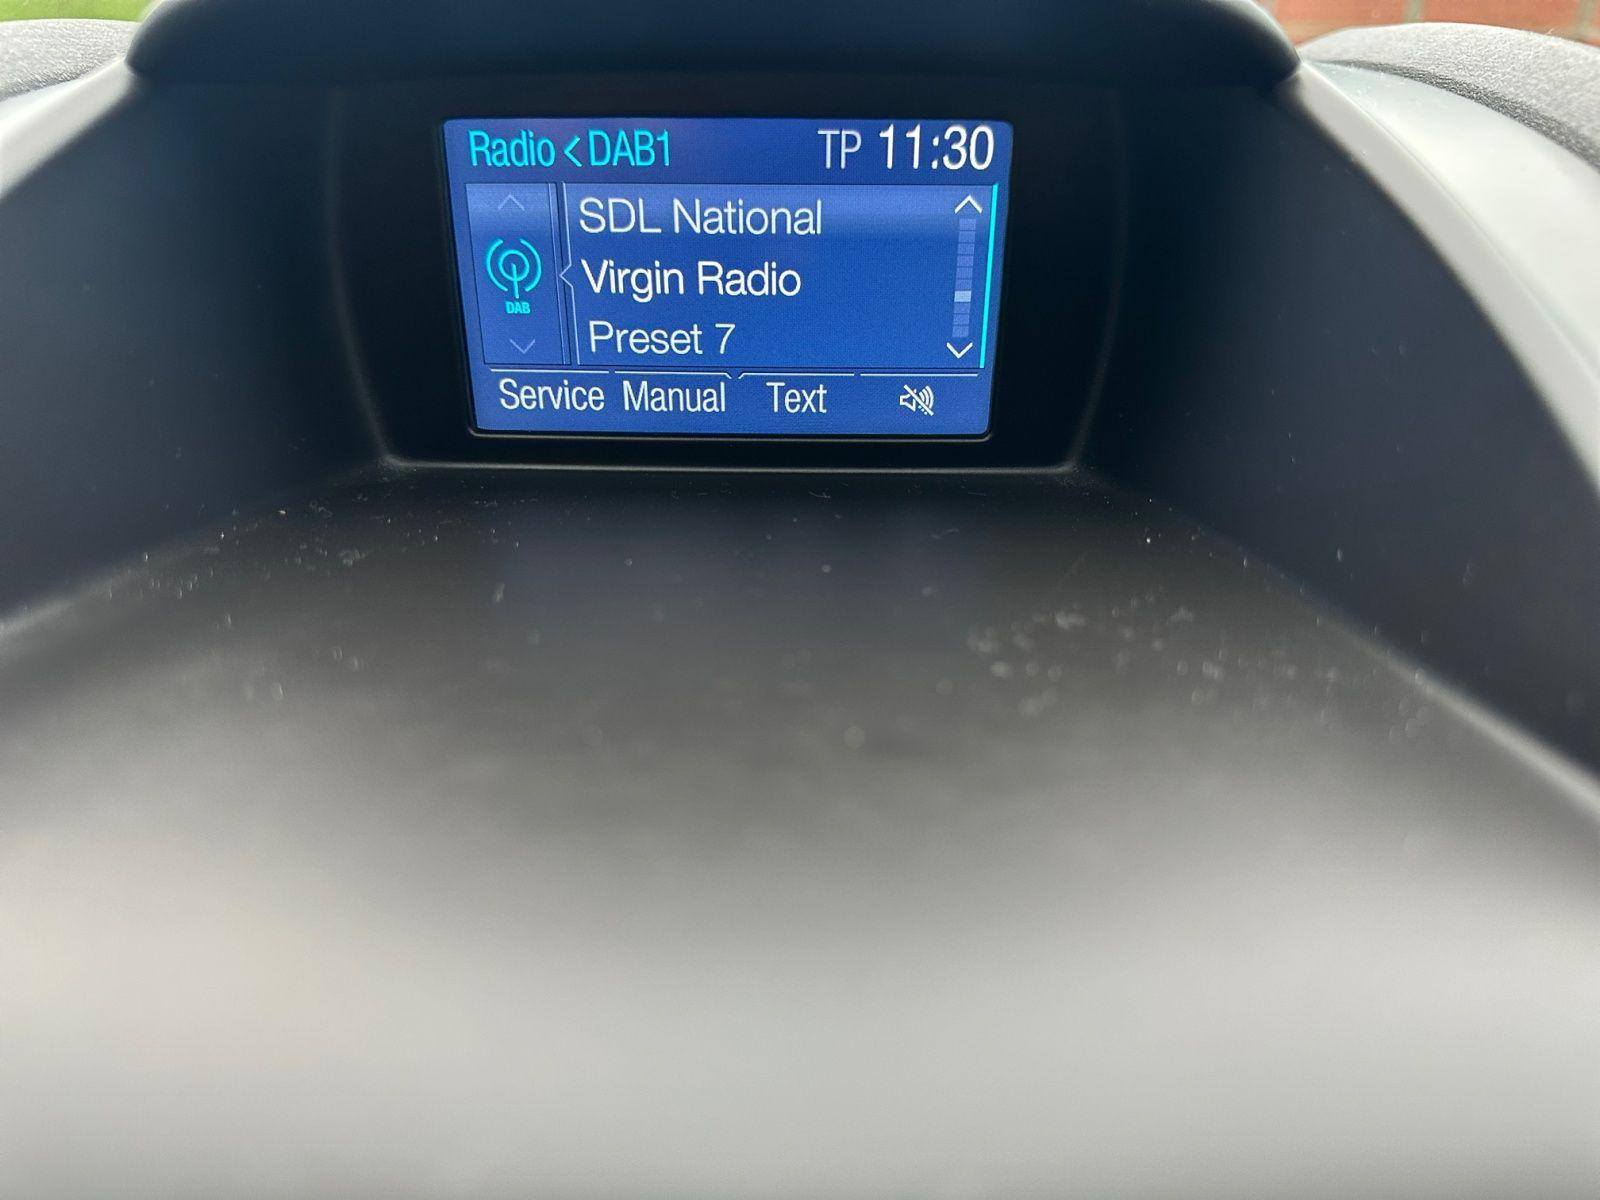 Radio < DAB1 TP 11:30
SDL National
Virgin Radio
DAB
Preset 7
Service Manual Text